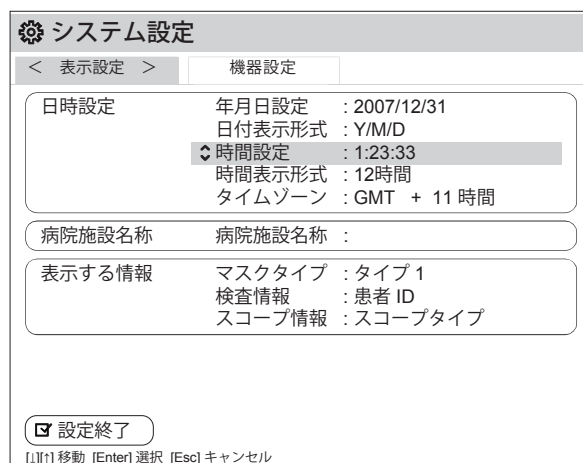 システム設定
< 表示設定 > 機器設定
日時設定 年月日設定 : 2007/12/31
日付表示形式 : Y/M/D
時間設定 : 1:23:33
時間表示形式 : 12時間
タイムゾーン : GMT + 11 時間
病院施設名称 病院施設名称 :
表示する情報 マスクタイプ : タイプ 1
検査情報 : 患者 ID
スコープ情報 : スコープタイプ
設定終了
[↓][↑] 移動 [Enter] 選択 [Esc] キャンセル